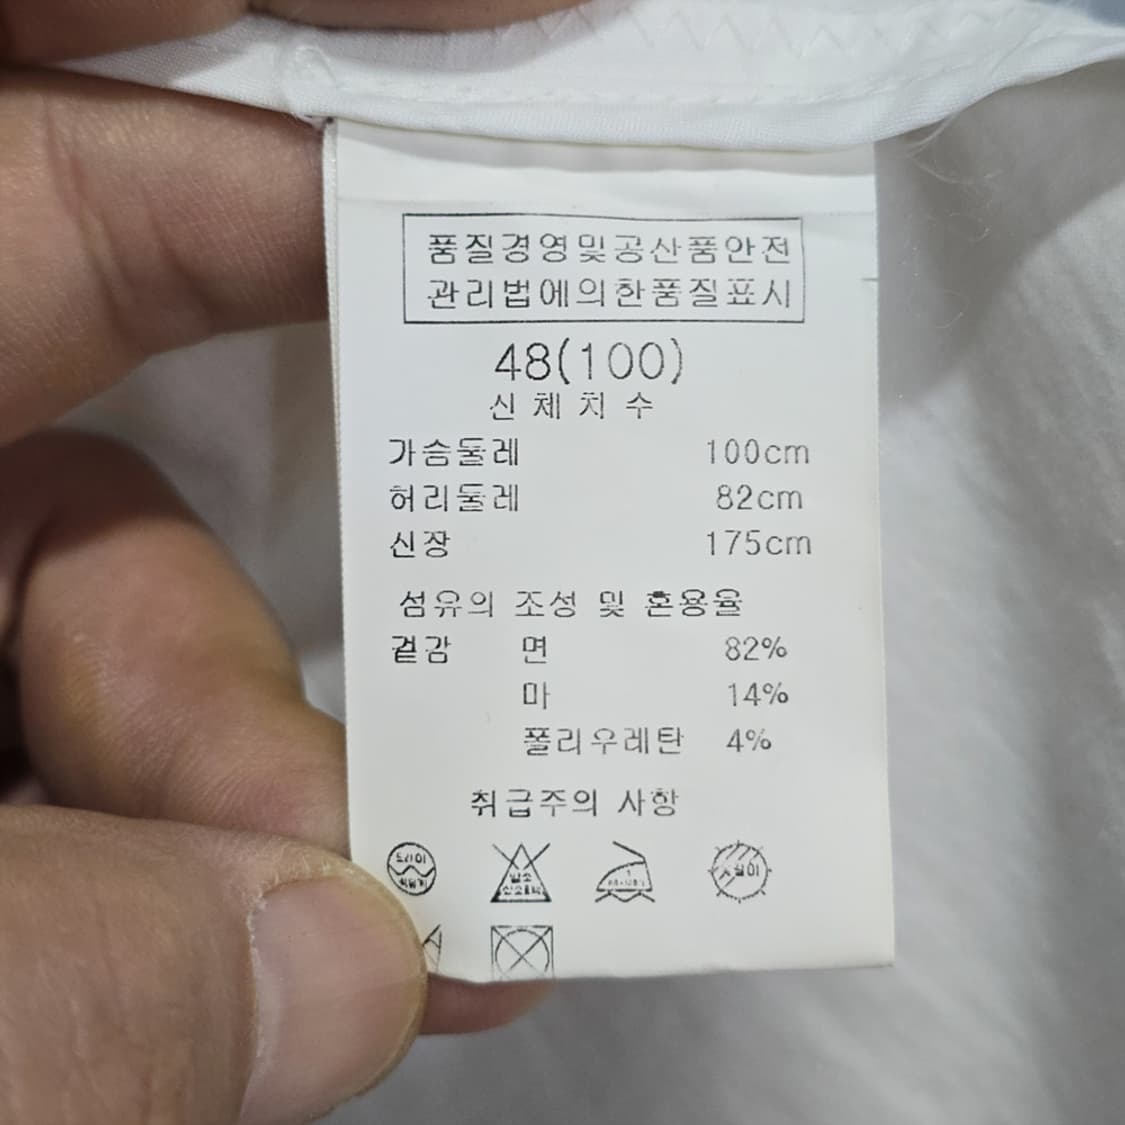 품질경영및공산품안전
관리법에의한품질표시
48(100)
신체치수
가슴둘레 100cm
허리둘레 82cm
신장 175cm
섬유의 조성 및 혼용율
겉감 면 82%
마 14%
폴리우레탄 4%
취급주의 사항
드라이
염소